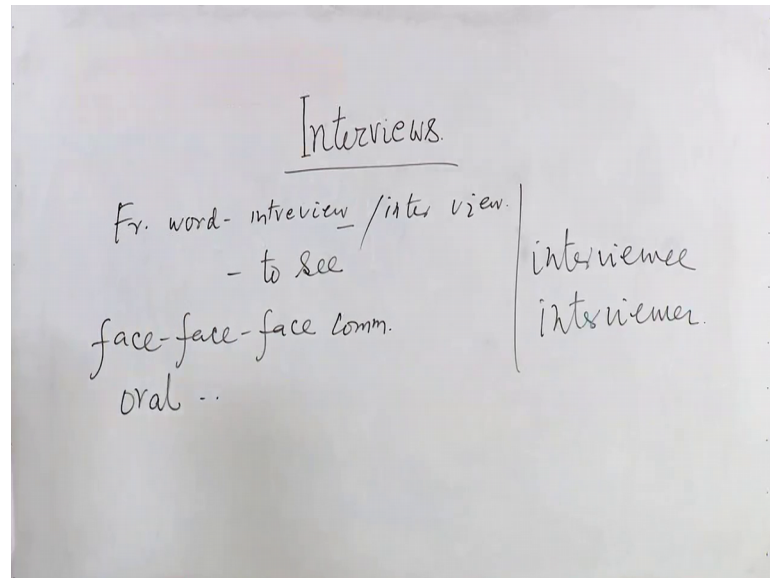 Interviews.
Fr. word- intreview / inter view.
- to see
face-face-face comm.
oral ..
interviewee
interviewer.